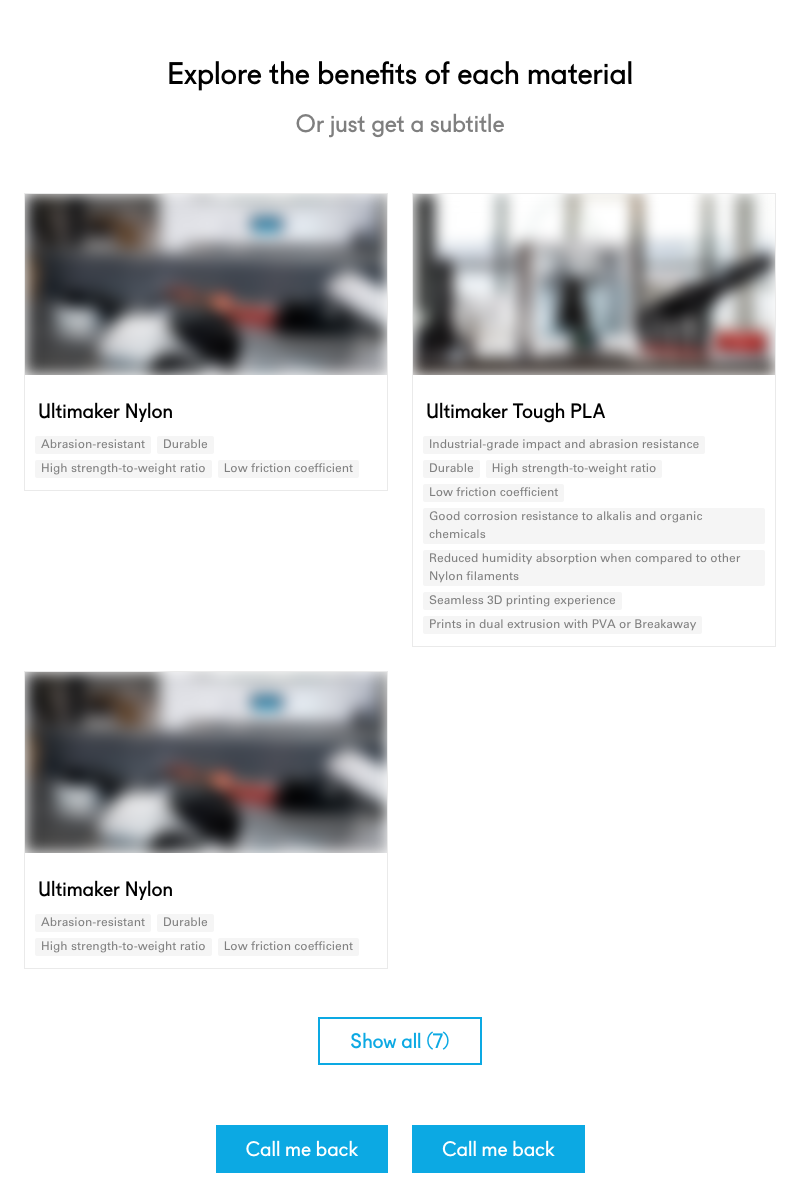 Explore the benefits of each material
Or just get a subtitle
Ultimaker Nylon
Abrasion-resistant Durable
High strength-to-weight ratio Low friction coefficient
Ultimaker Tough PLA
Industrial-grade impact and abrasion resistance
Durable High strength-to-weight ratio
Low friction coefficient
Good corrosion resistance to alkalis and organic
chemicals
Reduced humidity absorption when compared to other
Nylon filaments
Seamless 3D printing experience
Prints in dual extrusion with PVA or Breakaway
Ultimaker Nylon
Abrasion-resistant Durable
High strength-to-weight ratio Low friction coefficient
Show all (7)
Call me back Call me back